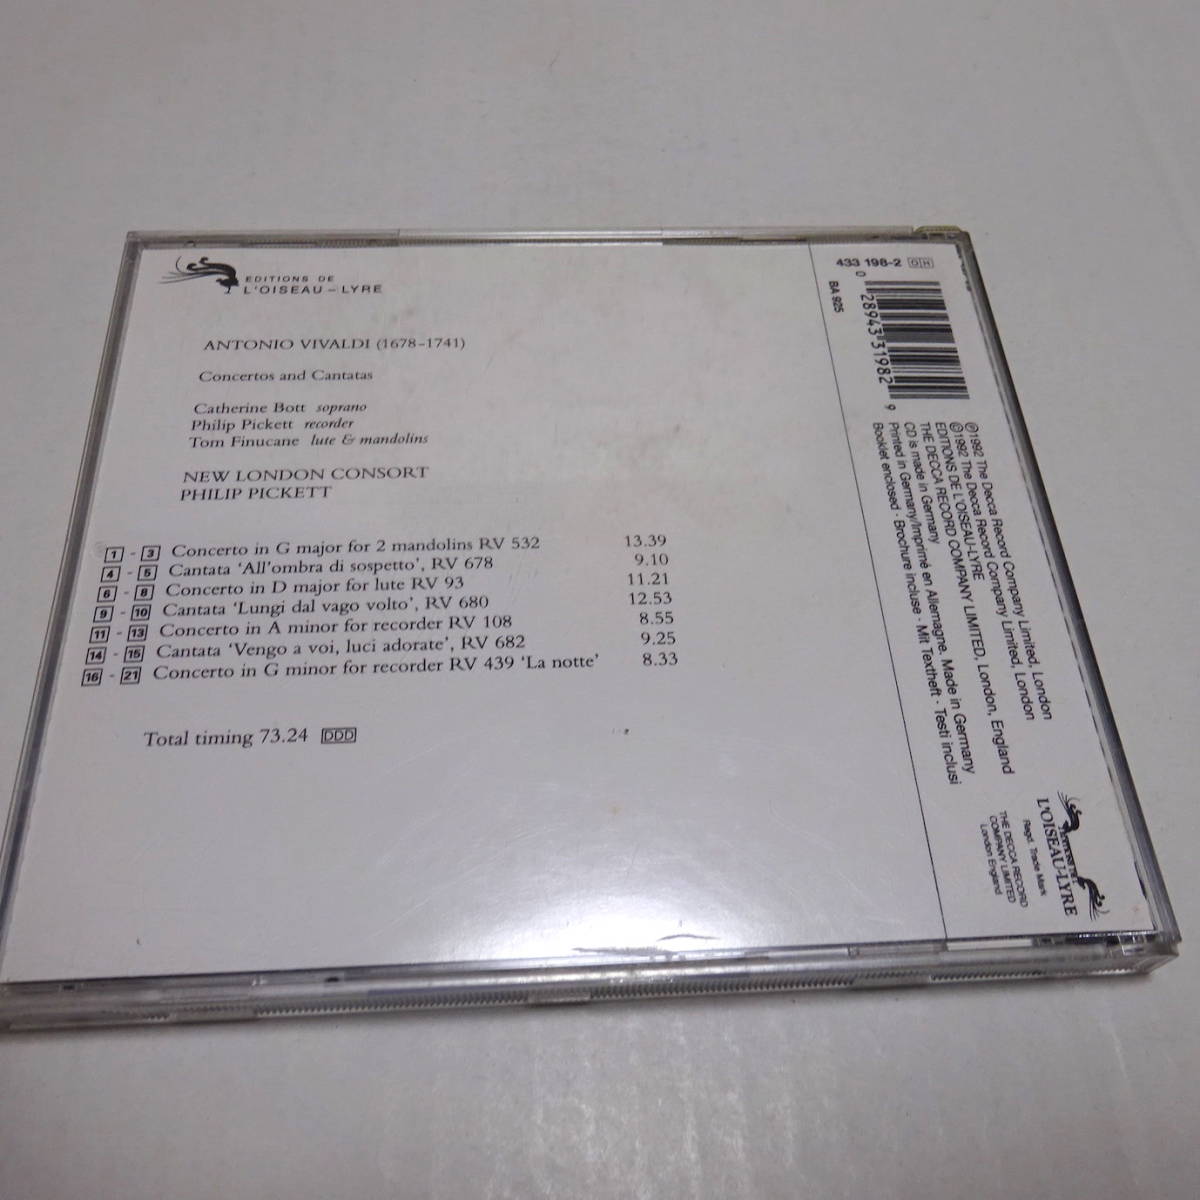 EDITIONS DE
L'OISEAU–LYRE
ANTONIO VIVALDI (1678–1741)
Concertos and Cantatas
Catherine Bott soprano
Philip Pickett recorder
Tom Finucane lute & mandolins
NEW LONDON CONSORT
PHILIP PICKETT
1 - 3 Concerto in G major for 2 mandolins RV 532 13.39
4 - 5 Cantata ‘All’ombra di sospetto’, RV 678 9.10
6 - 8 Concerto in D major for lute RV 93 11.21
9 - 10 Cantata ‘Lungi dal vago volto’, RV 680 12.53
11 - 13 Concerto in A minor for recorder RV 108 8.55
14 - 15 Cantata ‘Vengo a voi, luci adorate’, RV 682 9.25
16 - 21 Concerto in G minor for recorder RV 439 ‘La notte’ 8.33
Total timing 73.24 DDD
433 198-2 OH
BA 925
0 28943 31982 9
℗1992 The Decca Record Company Limited, London
©1992 The Decca Record Company Limited, London
EDITIONS DE L'OISEAU-LYRE
THE DECCA RECORD COMPANY LIMITED, London, England
CD is made in Germany
Printed in Germany/Imprimé en Allemagne. Made in Germany
Booklet enclosed · Brochure incluse · Mit Textheft · Testi inclusi
EDITIONS DE
L'OISEAU-LYRE
Regd. Trade Mark
THE DECCA RECORD
COMPANY LIMITED
London England